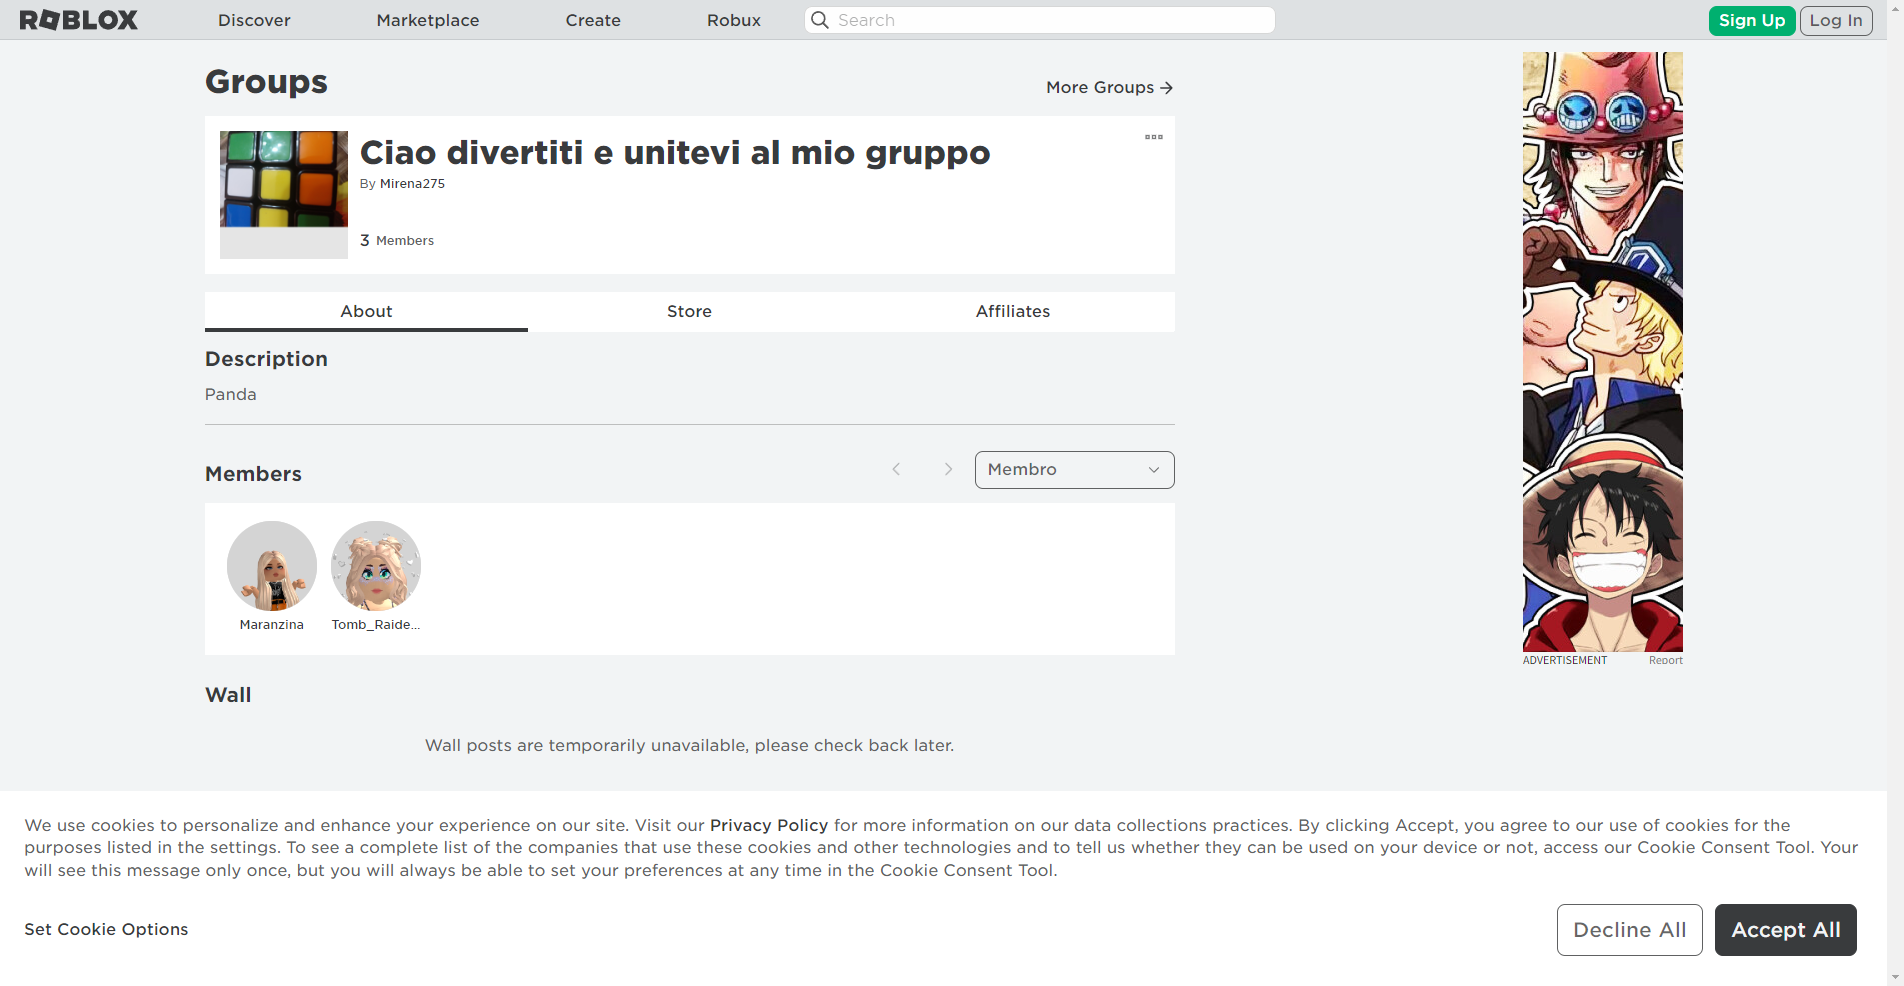 ROBLOX Discover Marketplace Create Robux Search Sign Up Log In
Groups
More Groups
Ciao divertiti e unitevi al mio gruppo
By Mirena275
3 Members
About Store Affiliates
Description
Panda
Members
Membro
Maranzina Tomb_Raide...
Wall
Wall posts are temporarily unavailable, please check back later.
ADVERTISEMENT Report
We use cookies to personalize and enhance your experience on our site. Visit our Privacy Policy for more information on our data collections practices. By clicking Accept, you agree to our use of cookies for the
purposes listed in the settings. To see a complete list of the companies that use these cookies and other technologies and to tell us whether they can be used on your device or not, access our Cookie Consent Tool. Your
will see this message only once, but you will always be able to set your preferences at any time in the Cookie Consent Tool.
Set Cookie Options
Decline All
Accept All